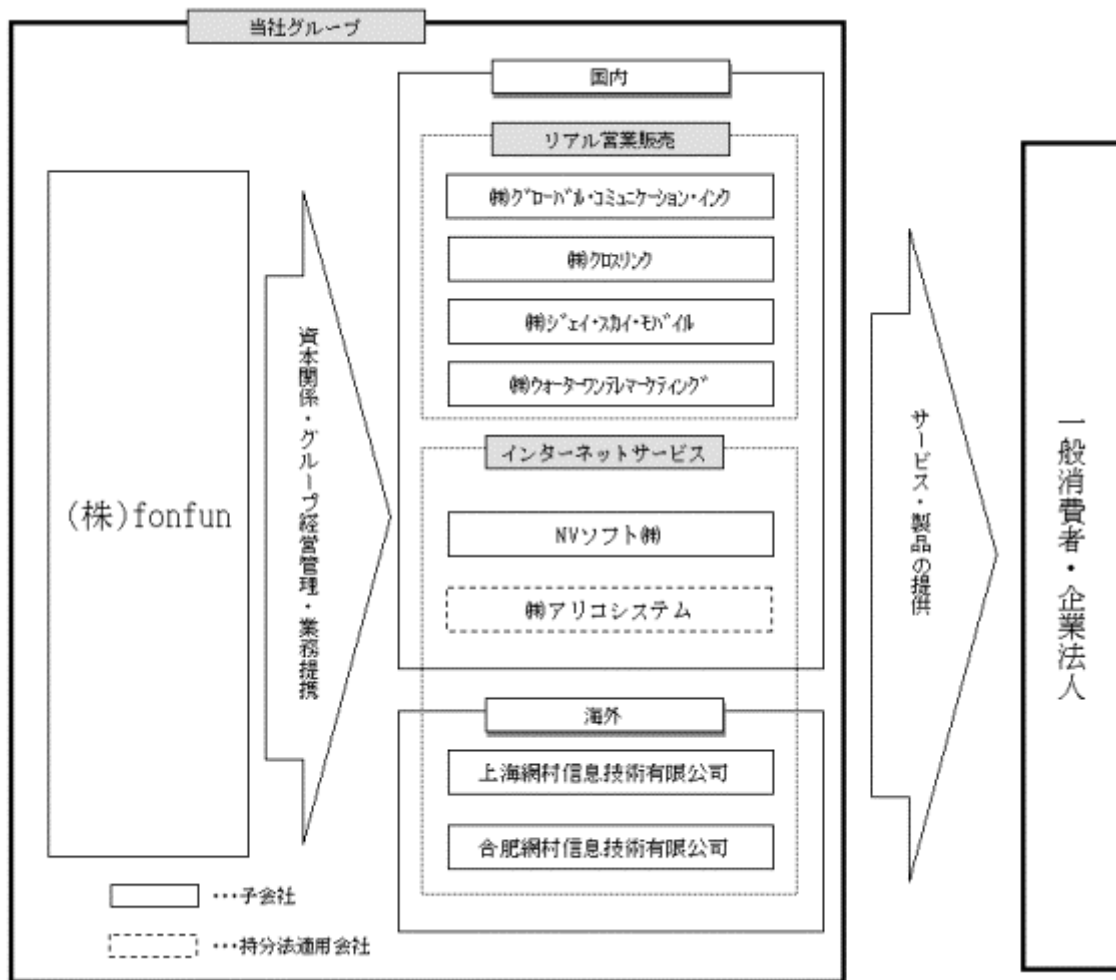 当社グループ
国内
リアル営業販売
㈱グローバル・コミュニケーション・インク
㈱クロスリンク
㈱ジェイ・スカイ・モバイル
㈱ウォーターワンテレマーケティング
インターネットサービス
NVソフト㈱
㈱アリコシステム
海外
上海網村信息技術有限公司
合肥網村信息技術有限公司
(株)fonfun
資本関係・グループ経営管理・業務提携
サービス・製品の提供
一般消費者・企業法人
・・・子会社
・・・持分法適用会社